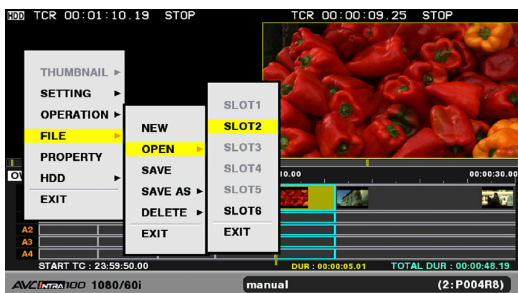 HDD TCR 00:01:10.19 STOP TCR 00:00:09.25 STOP
THUMBNAIL ►
SETTING ►
OPERATION ►
FILE ►
PROPERTY
HDD ►
EXIT
NEW
OPEN ►
SAVE
SAVE AS ►
DELETE ►
EXIT
SLOT1
SLOT2
SLOT3
SLOT4
SLOT5
SLOT6
EXIT
10.00 00:00:30.00
OV
A2
A3
A4
START TC : 23:59:50.00 DUR : 00:00:05.01 TOTAL DUR : 00:00:48.19
AVC INTRA 100 1080/60i manual (2:P004R8)